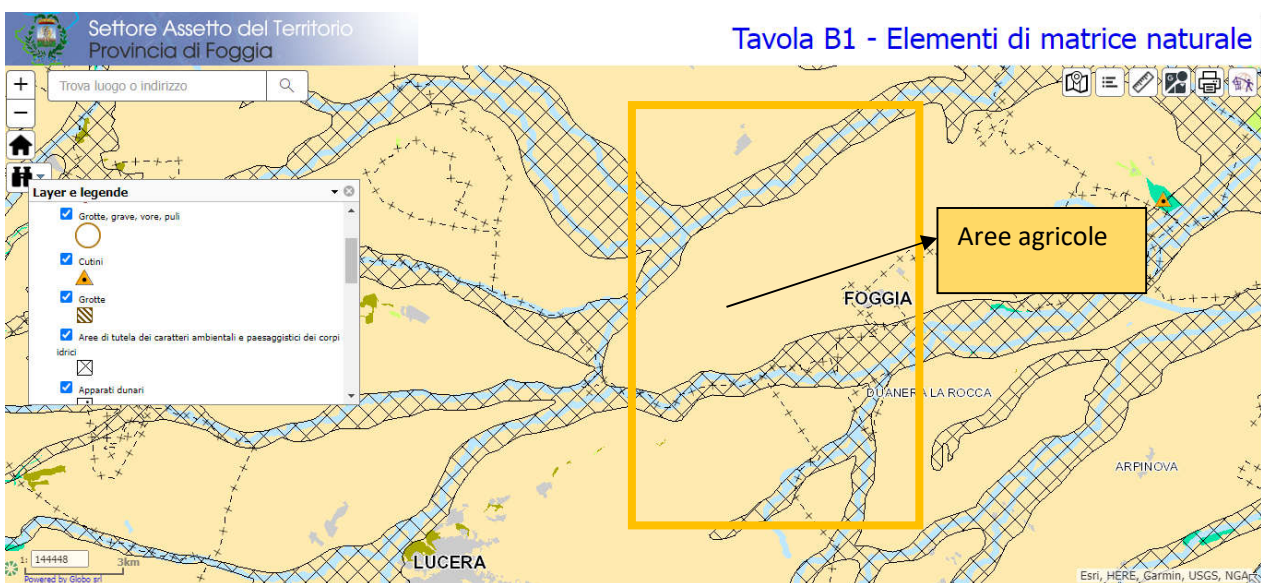 Settore Assetto del Territorio
Provincia di Foggia
Tavola B1 - Elementi di matrice naturale
+
Trova luogo o indirizzo
−
Layer e legende
Grotte, grave, vore, puli
Cutini
Grotte
Aree di tutela dei caratteri ambientali e paesaggistici dei corpi
idrici
Apparati dunari
Aree agricole
FOGGIA
DUANERA LA ROCCA
ARPINOVA
LUCERA
1: 144448
3km
Powered by Globo srl
Esri, HERE, Garmin, USGS, NGA